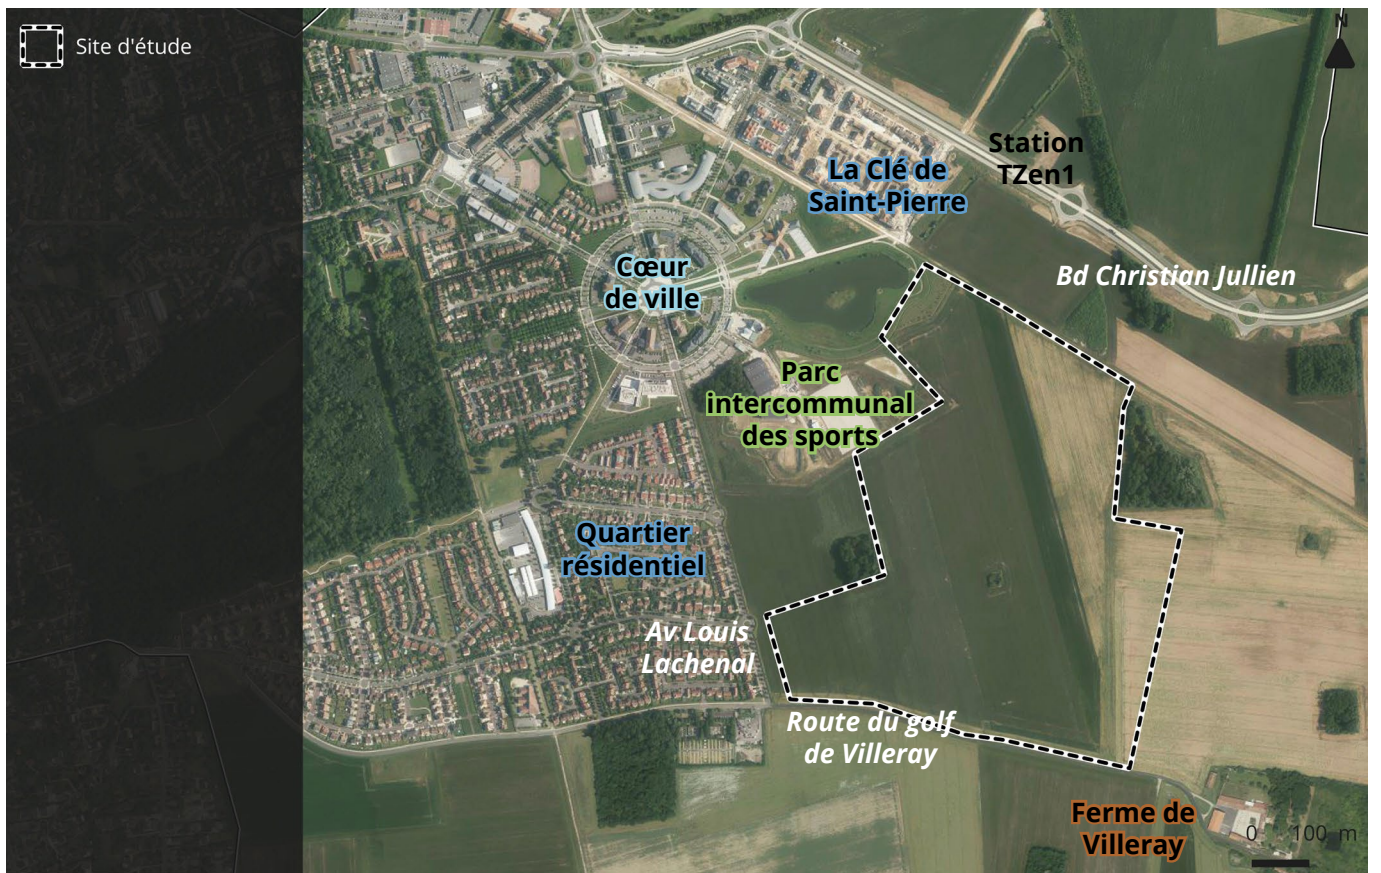 Site d'étude
N
Station
TZen1
La Clé de
Saint-Pierre
Bd Christian Jullien
Cœur
de ville
Parc
intercommunal
des sports
Quartier
résidentiel
Av Louis
Lachenal
Route du golf
de Villeray
Ferme de
Villeray
0 100 m